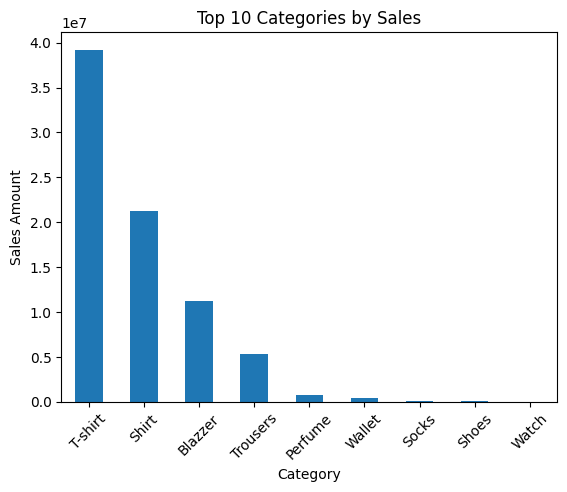 Top 10 Categories by Sales
1e7
4.0
3.5
3.0
2.5
2.0
1.5
1.0
0.5
0.0
Sales Amount
T-shirt
Shirt
Blazzer
Trousers
Perfume
Wallet
Socks
Shoes
Watch
Category